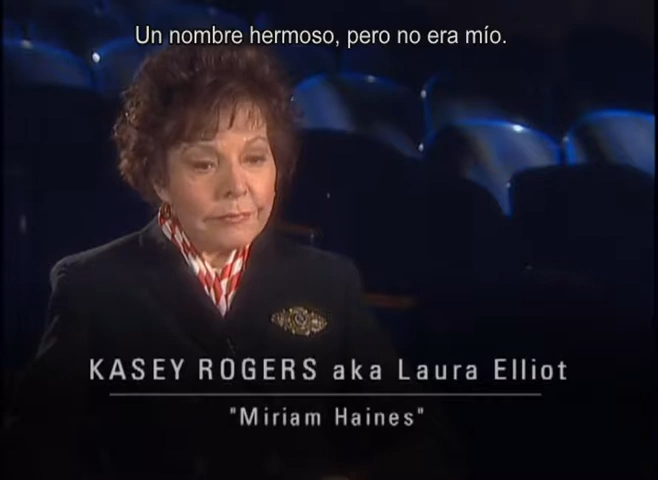 Un nombre hermoso, pero no era mío.
KASEY ROGERS aka Laura Elliot
"Miriam Haines"